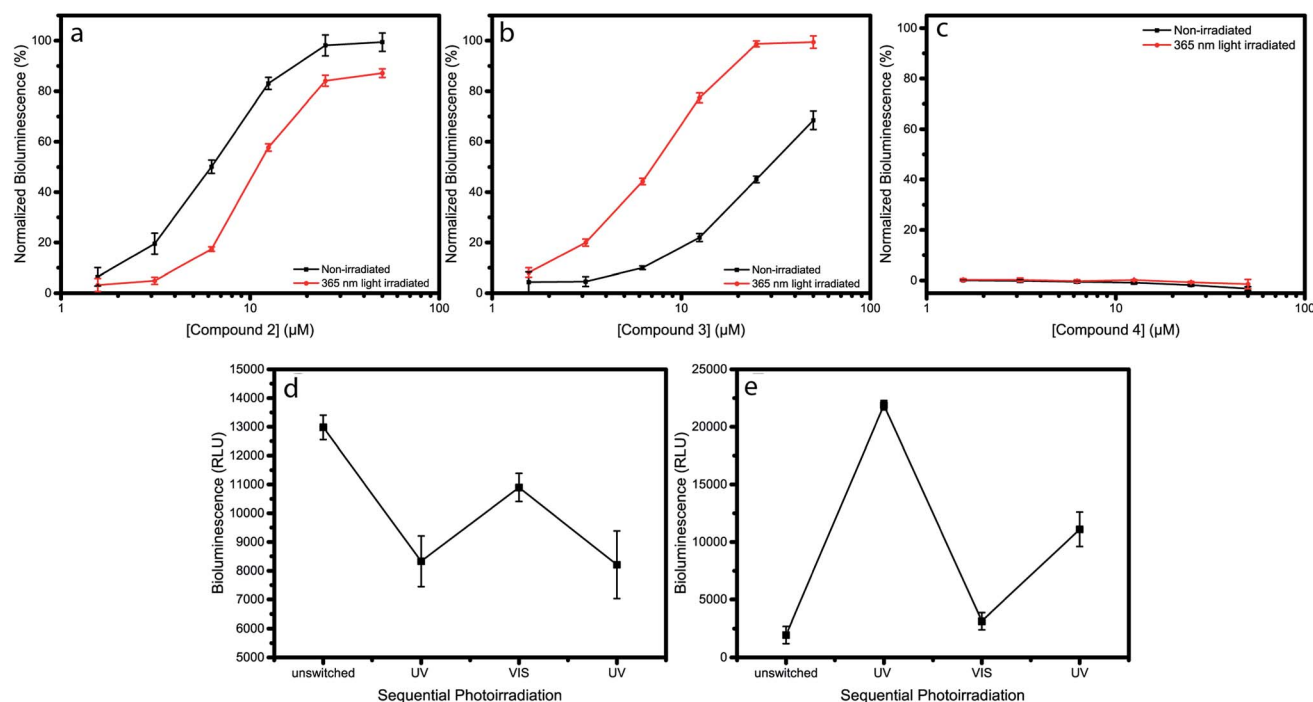 a
Normalized Bioluminescence (%)
100
80
60
40
20
0
Non-irradiated
365 nm light irradiated
1
10
100
[Compound 2] (µM)
b
Normalized Bioluminescence (%)
100
80
60
40
20
0
Non-irradiated
365 nm light irradiated
1
10
100
[Compound 3] (µM)
c
Normalized Bioluminescence (%)
100
80
60
40
20
0
Non-irradiated
365 nm light irradiated
1
10
100
[Compound 4] (µM)
d
Bioluminescence (RLU)
15000
14000
13000
12000
11000
10000
9000
8000
7000
6000
5000
unswitched
UV
VIS
UV
Sequential Photoirradiation
e
Bioluminescence (RLU)
25000
20000
15000
10000
5000
0
unswitched
UV
VIS
UV
Sequential Photoirradiation